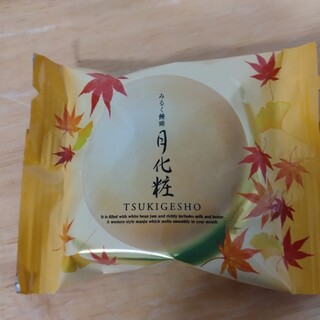 みるく饅頭
月化粧
TSUKIGESHO
It is filled with white bean jam and richly includes milk and butter.
A western style manju which melts smoothly in your mouth.